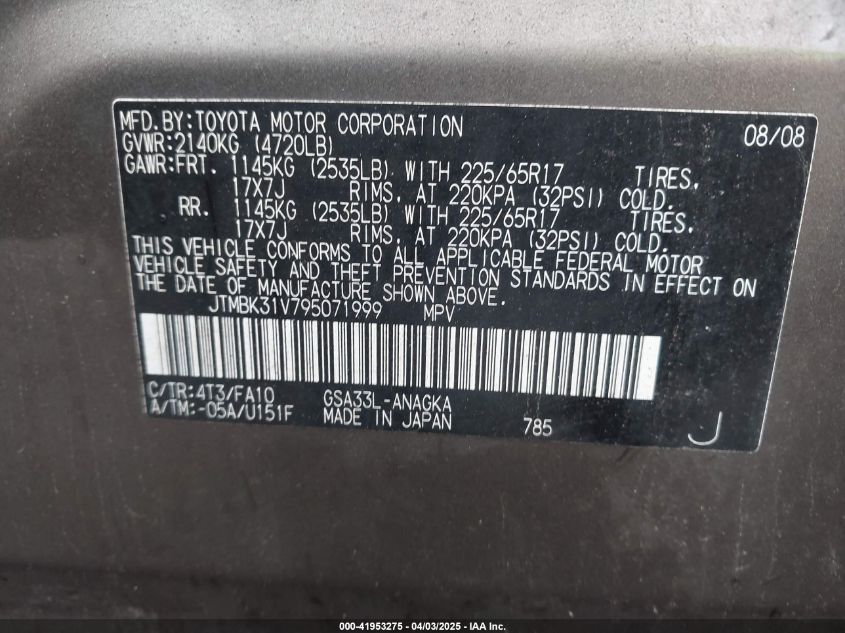 MFD.BY:TOYOTA MOTOR CORPORATION 08/08
GVWR:2140KG (4720LB)
GAWR:FRT. 1145KG (2535LB) WITH 225/65R17 TIRES,
17X7J RIMS, AT 220KPA (32PSI) COLD.
RR. 1145KG (2535LB) WITH 225/65R17 TIRES,
17X7J RIMS, AT 220KPA (32PSI) COLD.
THIS VEHICLE CONFORMS TO ALL APPLICABLE FEDERAL MOTOR
VEHICLE SAFETY AND THEFT PREVENTION STANDARDS IN EFFECT ON
THE DATE OF MANUFACTURE SHOWN ABOVE.
JTMBK31V795071999 MPV
C/TR:4T3/FA10 GSA33L-ANAGKA
A/TM:-05A/U151F MADE IN JAPAN 785 J
000-41953275 - 04/03/2025 - IAA Inc.